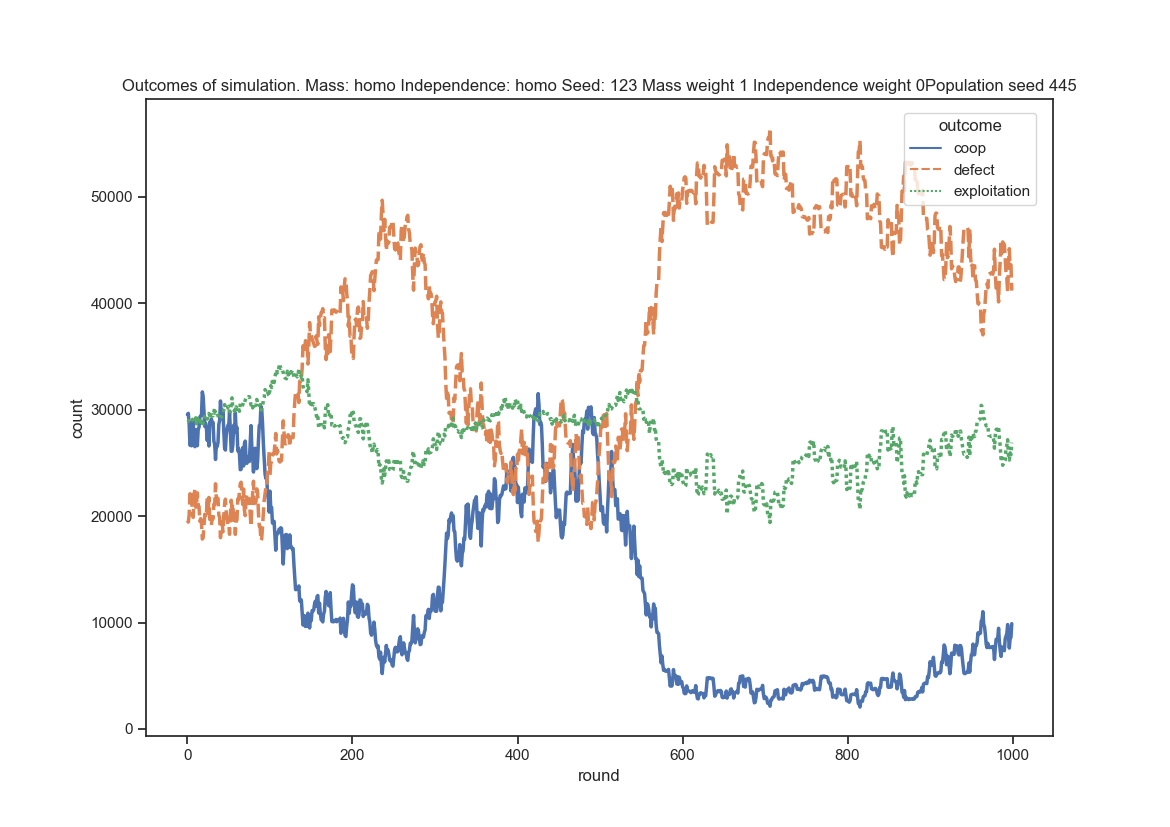 Outcomes of simulation. Mass: homo Independence: homo Seed: 123 Mass weight 1 Independence weight 0Population seed 445
outcome
coop
defect
exploitation
50000
40000
30000
20000
10000
0
count
0 200 400 600 800 1000
round